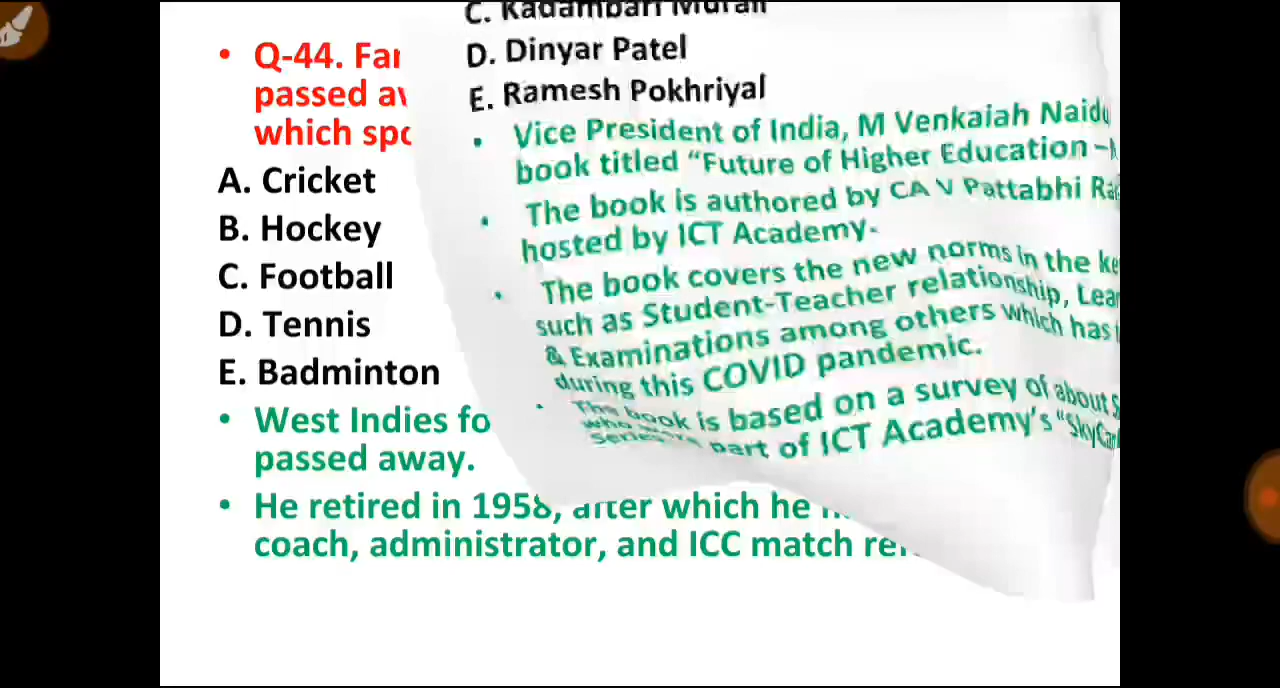 Q-44.
passed
which
A. Cricket
B. Hockey
C. Football
D. Tennis
E. Badminton
West Indies
passed away.
He retired in 1958, after which he
coach, administrator, and ICC match
C. Kadambari Murali
D. Dinyar Patel
E. Ramesh Pokhriyal
Vice President of India, M Venkaiah Naidu
book titled “Future of Higher Education –
The book is authored by CA V Pattabhi
hosted by ICT Academy.
The book covers the new norms in the
such as Student-Teacher relationship,
& Examinations among others which has
during this COVID pandemic.
The book is based on a survey of about
who were part of ICT Academy’s
Series